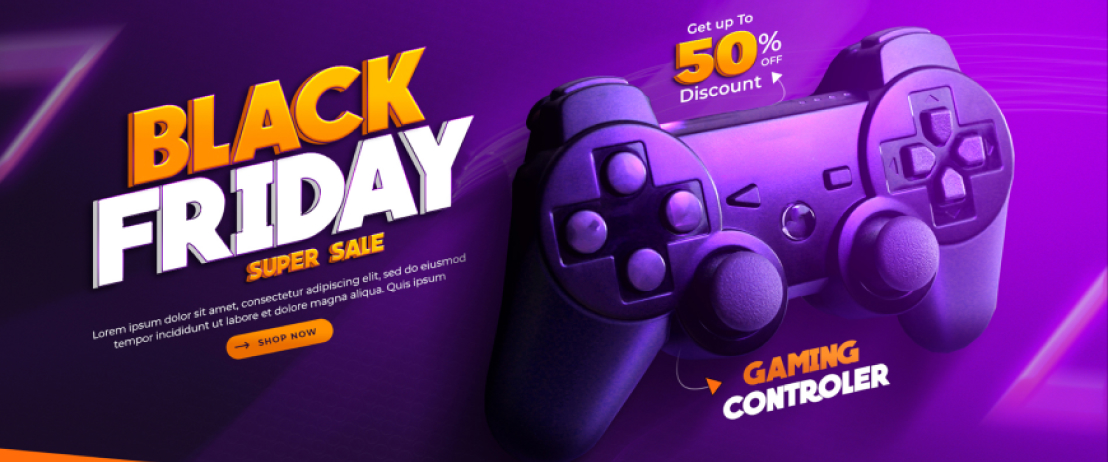 BLACK
FRIDAY
SUPER SALE
Lorem ipsum dolor sit amet, consectetur adipiscing elit, sed do eiusmod
tempor incididunt ut labore et dolore magna aliqua. Quis ipsum
SHOP NOW
Get up To
50%
OFF
Discount
GAMING
CONTROLER